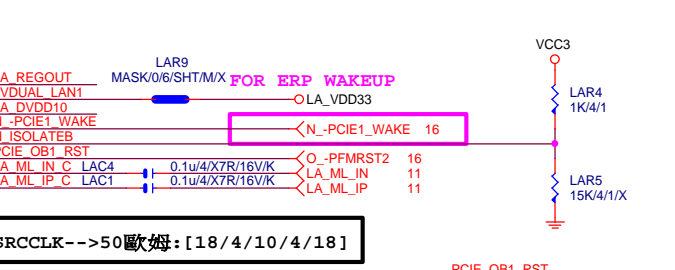 VCC3
LAR9
A_REGOUT
MASK/0/6/SHT/M/X
FOR ERP WAKEUP
VDUAL_LAN1
LA_VDD33
LAR4
1K/4/1
A_DVDD10
-PCIE1_WAKE
N_-PCIE1_WAKE 16
ISOLATEB
PCIE_OB1_RST
O_-PFMRST2 16
A_ML_IN_C LAC4 0.1u/4/X7R/16V/K LA_ML_IN 11
A_ML_IP_C LAC1 0.1u/4/X7R/16V/K LA_ML_IP 11
LAR5
15K/4/1/X
SRCCLK-->50歐姆:[18/4/10/4/18]
PCIE_OB1_RST